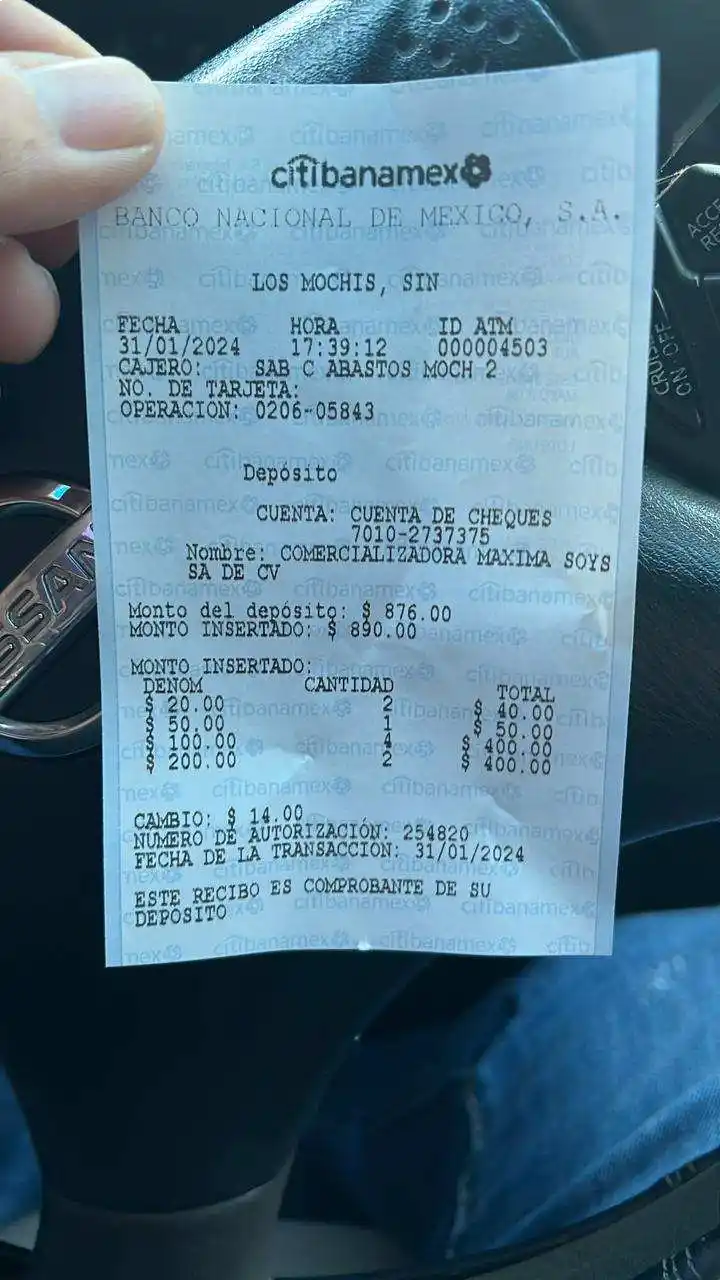 citibanamex
BANCO NACIONAL DE MEXICO, S.A.
LOS MOCHIS, SIN
FECHA HORA ID ATM
31/01/2024 17:39:12 000004503
CAJERO: SAB C ABASTOS MOCH 2
NO. DE TARJETA:
OPERACION: 0206-05843
Depósito
CUENTA: CUENTA DE CHEQUES
7010-2737375
Nombre: COMERCIALIZADORA MAXIMA SOYS
SA DE CV
Monto del depósito: $ 876.00
MONTO INSERTADO: $ 890.00
MONTO INSERTADO:
DENOM CANTIDAD TOTAL
$ 20.00 2 $ 40.00
$ 50.00 1 $ 50.00
$ 100.00 4 $ 400.00
$ 200.00 2 $ 400.00
CAMBIO: $ 14.00
NUMERO DE AUTORIZACIÓN: 254820
FECHA DE LA TRANSACCION: 31/01/2024
ESTE RECIBO ES COMPROBANTE DE SU
DEPOSITO
NISSAN
CRUISE
ON OFF